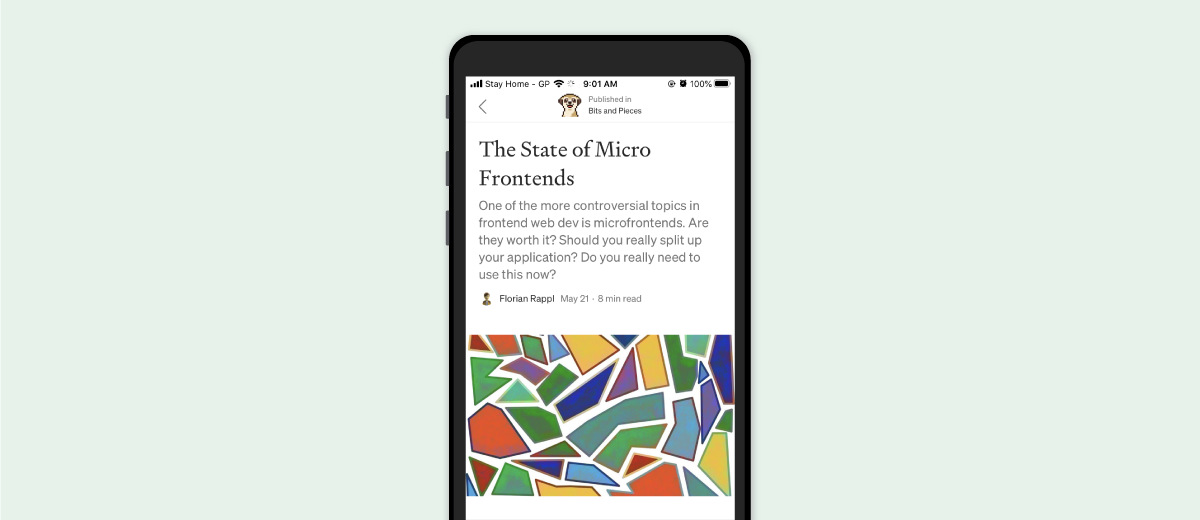 Stay Home - GP 9:01 AM 100%
Published in
Bits and Pieces
The State of Micro
Frontends
One of the more controversial topics in
frontend web dev is microfrontends. Are
they worth it? Should you really split up
your application? Do you really need to
use this now?
Florian Rappl May 21 · 8 min read